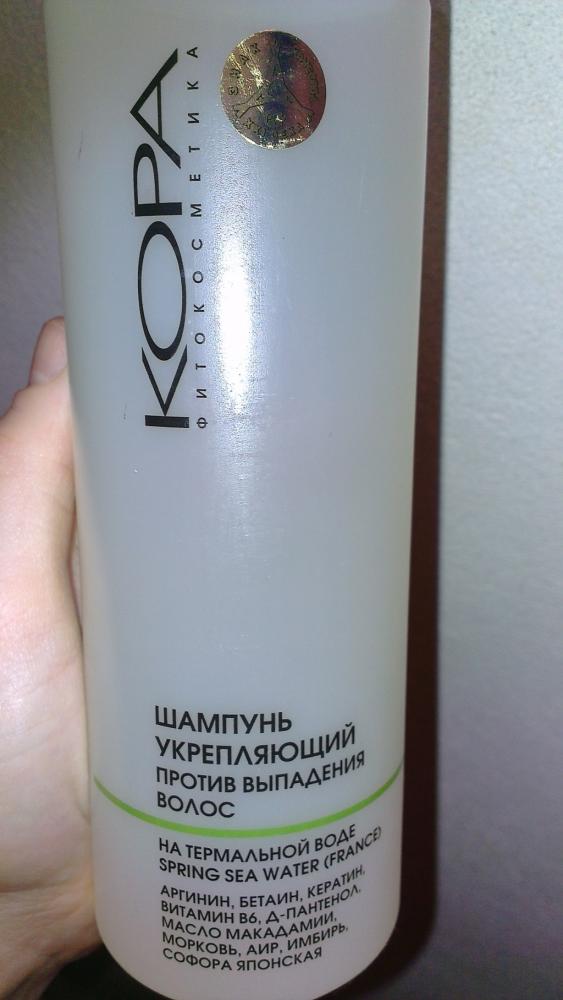 КОРА
ФИТОКОСМЕТИКА
ШАМПУНЬ
УКРЕПЛЯЮЩИЙ
ПРОТИВ ВЫПАДЕНИЯ
ВОЛОС
НА ТЕРМАЛЬНОЙ ВОДЕ
SPRING SEA WATER (FRANCE)
АРГИНИН, БЕТАИН, КЕРАТИН,
ВИТАМИН В6, Д-ПАНТЕНОЛ,
МАСЛО МАКАДАМИИ,
МОРКОВЬ, АИР, ИМБИРЬ,
СОФОРА ЯПОНСКАЯ